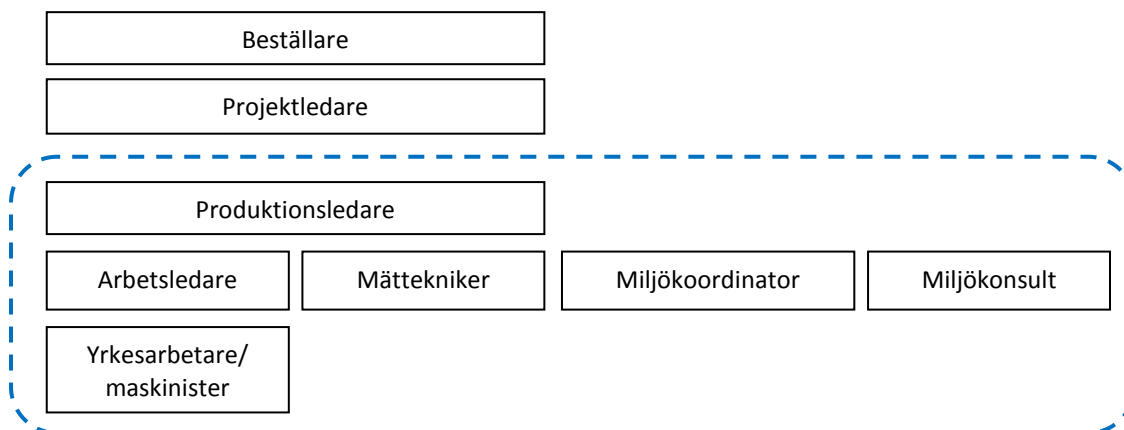 Beställare
Projektledare
Produktionsledare
Arbetsledare
Mättekniker
Miljökoordinator
Miljökonsult
Yrkesarbetare/
maskinister